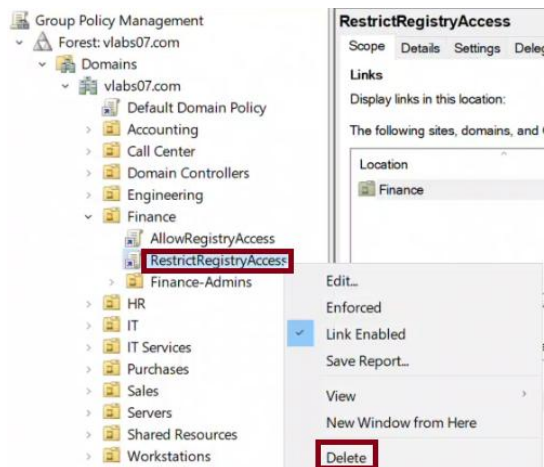 Group Policy Management
Forest: vlabs07.com
Domains
vlabs07.com
Default Domain Policy
Accounting
Call Center
Domain Controllers
Engineering
Finance
AllowRegistryAccess
RestrictRegistryAccess
Finance-Admins
HR
IT
IT Services
Purchases
Sales
Servers
Shared Resources
Workstations
RestrictRegistryAccess
Scope Details Settings
Links
Display links in this location:
The following sites, domains, and
Location
Finance
Edit...
Enforced
Link Enabled
Save Report...
View
New Window from Here
Delete